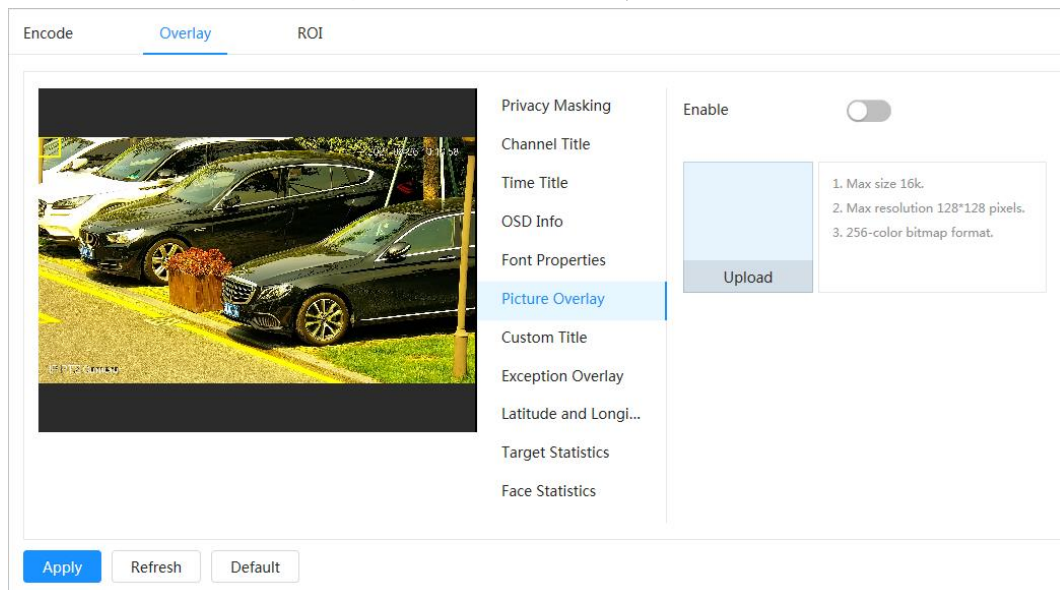 Encode Overlay ROI
Privacy Masking
Channel Title
Time Title
OSD Info
Font Properties
Picture Overlay
Custom Title
Exception Overlay
Latitude and Longi...
Target Statistics
Face Statistics
Enable
Upload
1. Max size 16k.
2. Max resolution 128*128 pixels.
3. 256-color bitmap format.
Apply Refresh Default